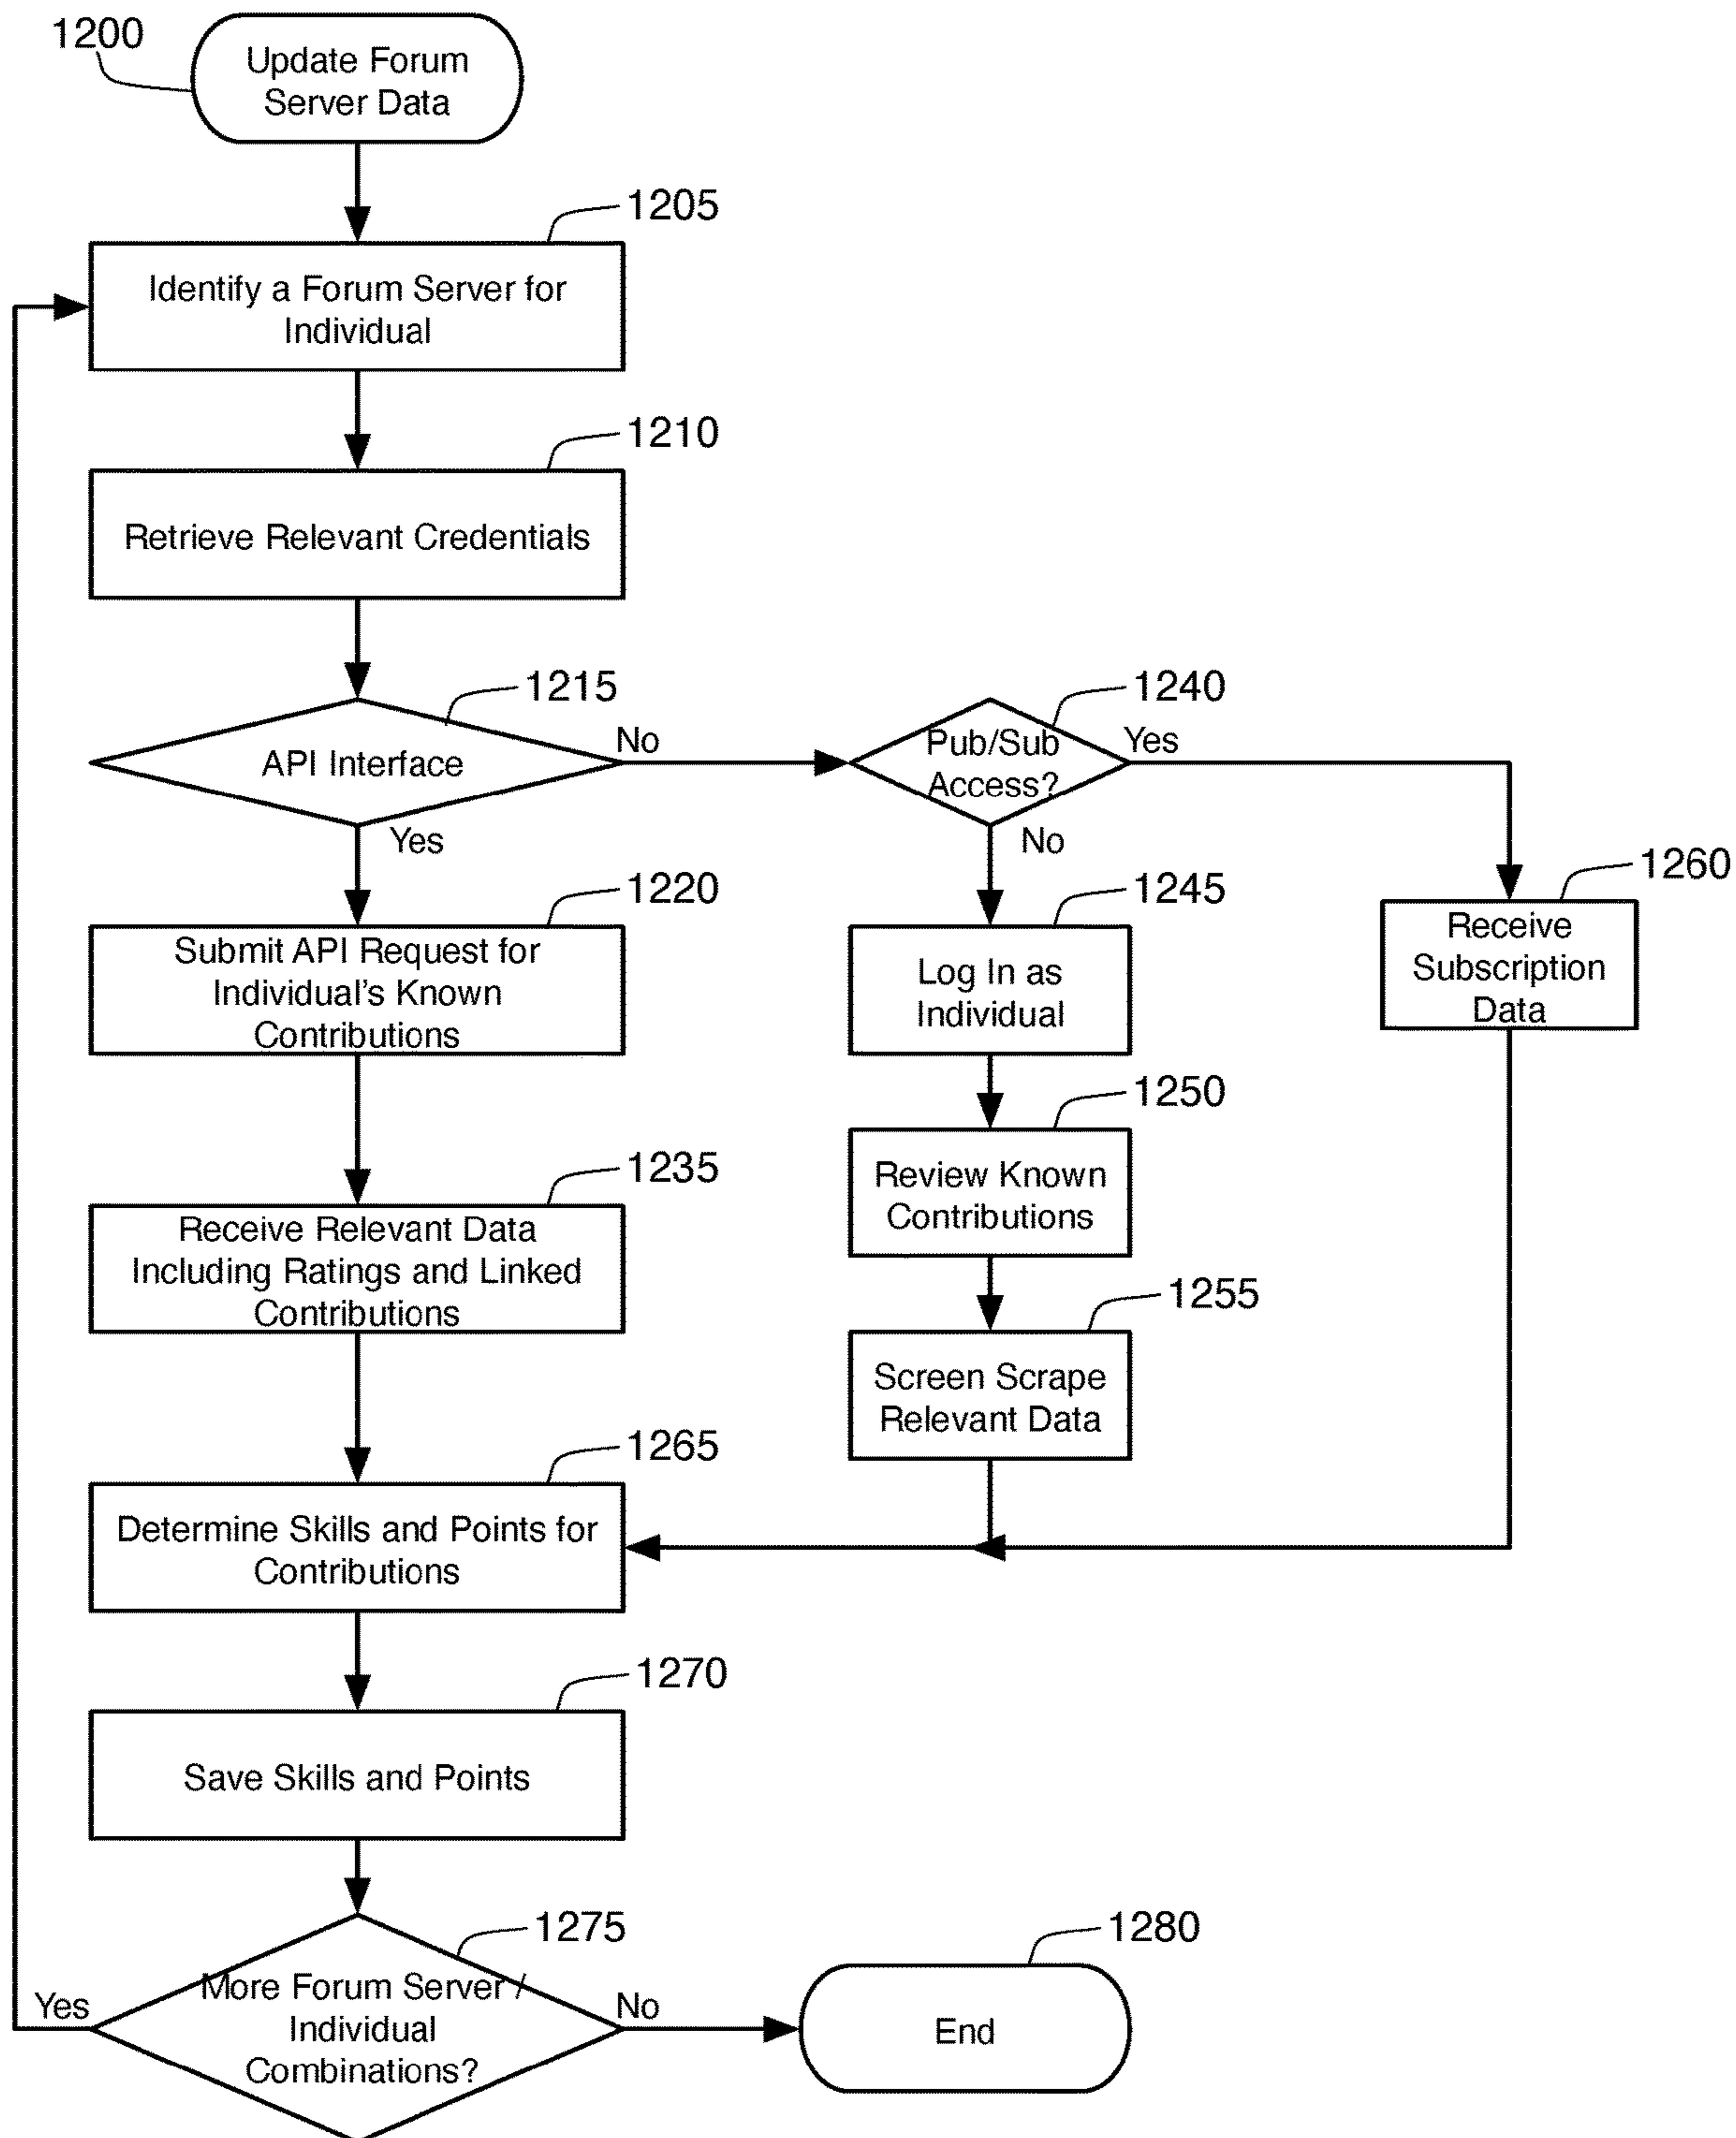 1200
Update Forum
Server Data
1205
Identify a Forum Server for
Individual
1210
Retrieve Relevant Credentials
1215
API Interface
No
Yes
1240
Pub/Sub
Access?
Yes
No
1220
Submit API Request for
Individual's Known
Contributions
1245
Log In as
Individual
1260
Receive
Subscription
Data
1250
Review Known
Contributions
1235
Receive Relevant Data
Including Ratings and Linked
Contributions
1255
Screen Scrape
Relevant Data
1265
Determine Skills and Points for
Contributions
1270
Save Skills and Points
1275
More Forum Server /
Individual
Combinations?
Yes
No
1280
End